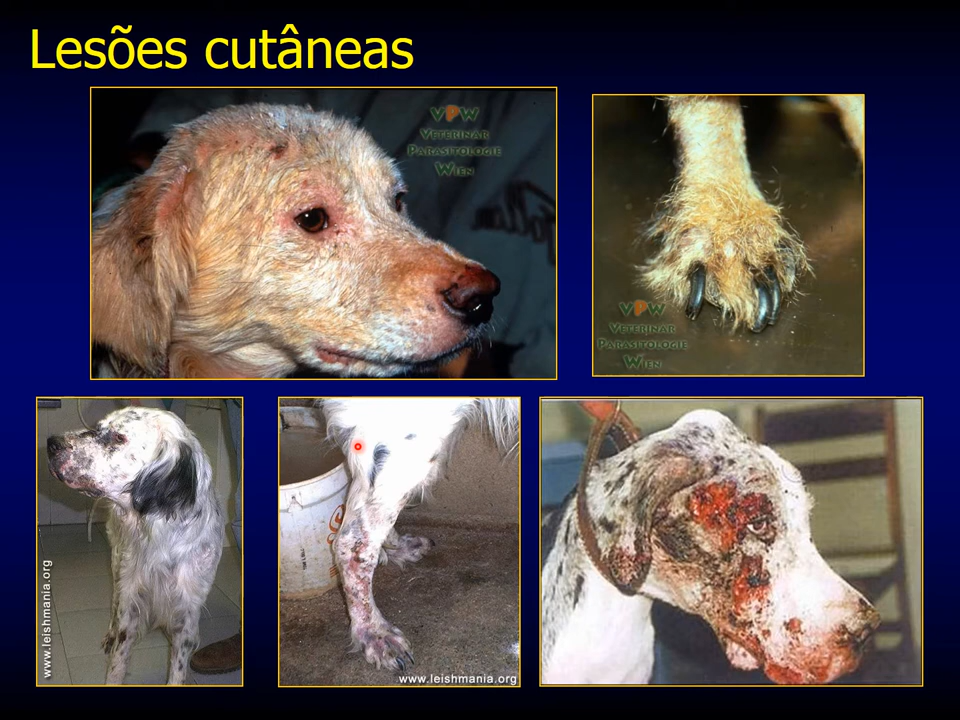 Lesões cutâneas
VPW
VETERINÄR
PARASITOLOGIE
WIEN
VPW
VETERINÄR
PARASITOLOGIE
WIEN
www.leishmania.org
www.leishmania.org